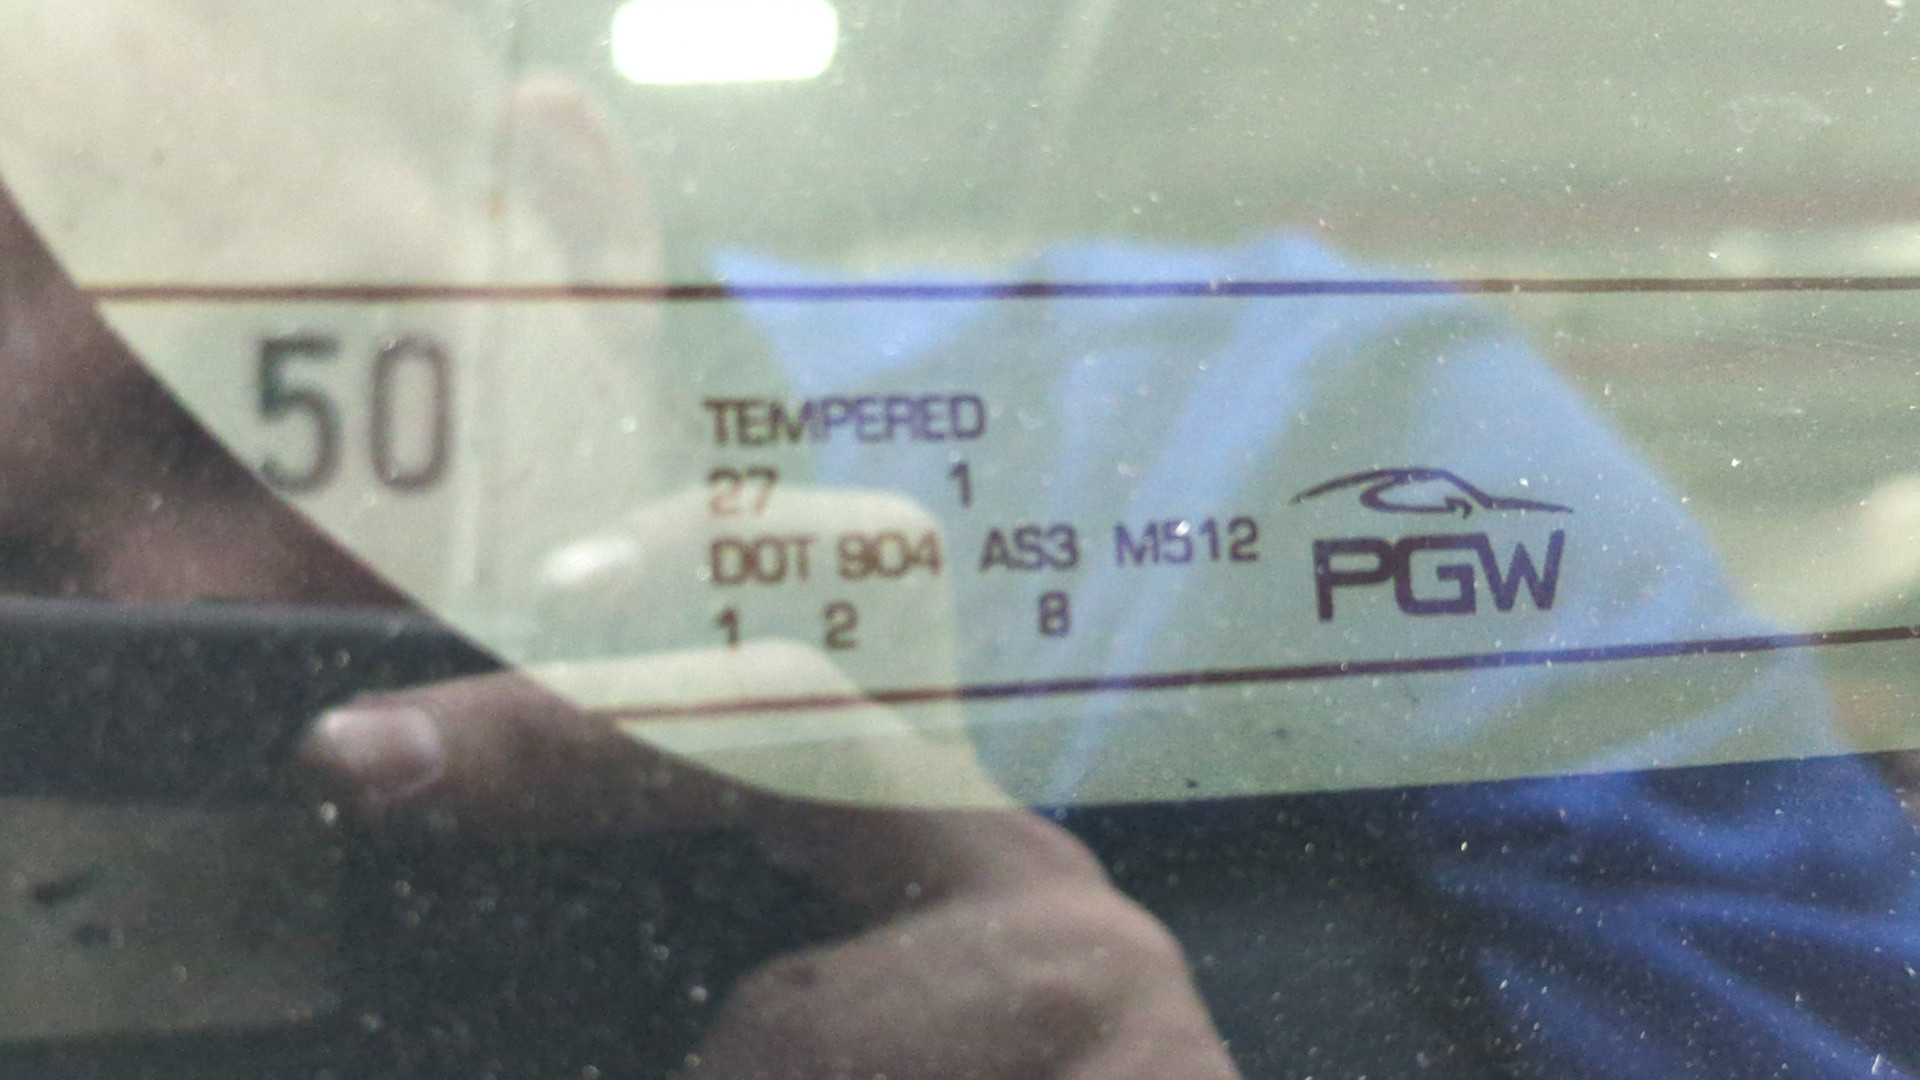 50
TEMPERED
27 1
DOT 904 AS3 M512
1 2 8
PGW